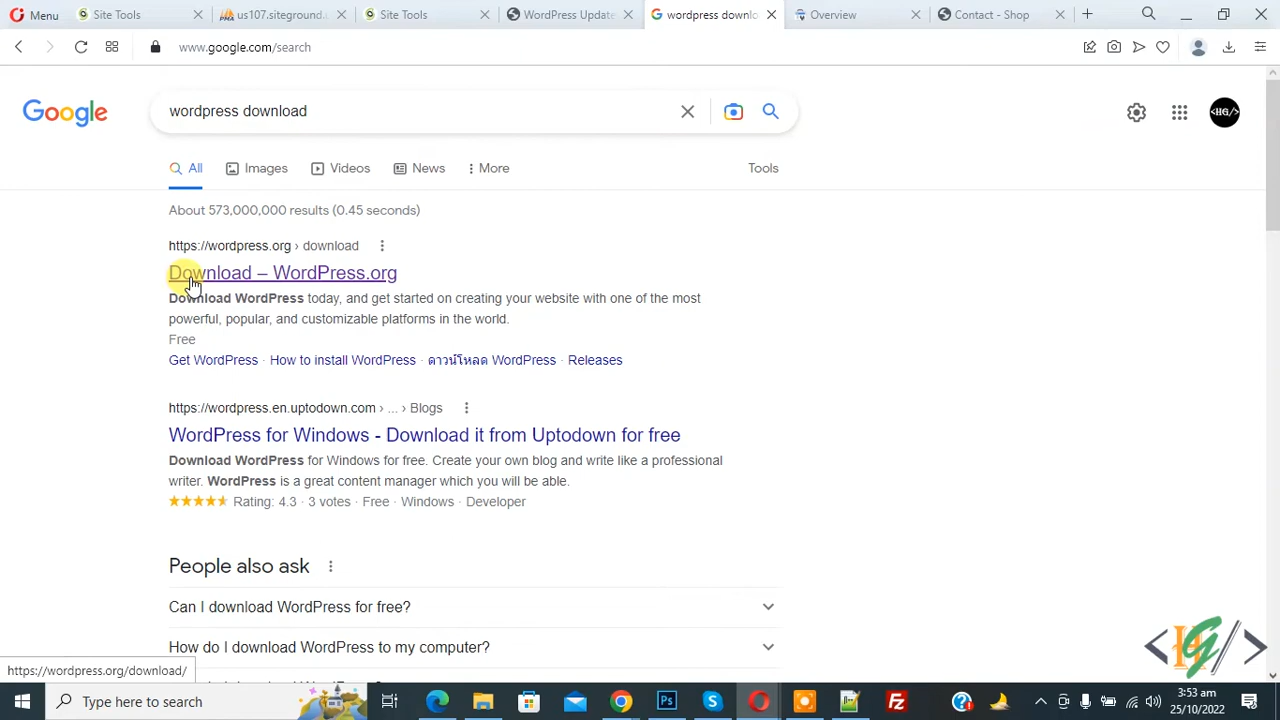 Menu
Site Tools
us107.siteground.
Site Tools
WordPress Update
wordpress downlo
Overview
Contact - Shop
www.google.com/search
Google
wordpress download
<HG/>
All
Images
Videos
News
More
Tools
About 573,000,000 results (0.45 seconds)
https://wordpress.org › download
Download – WordPress.org
Download WordPress today, and get started on creating your website with one of the most
powerful, popular, and customizable platforms in the world.
Free
Get WordPress · How to install WordPress · ดาวน์โหลด WordPress · Releases
https://wordpress.en.uptodown.com › ... › Blogs
WordPress for Windows - Download it from Uptodown for free
Download WordPress for Windows for free. Create your own blog and write like a professional
writer. WordPress is a great content manager which you will be able.
Rating: 4.3 · 3 votes · Free · Windows · Developer
People also ask
Can I download WordPress for free?
How do I download WordPress to my computer?
https://wordpress.org/download/
<HG/>
Type here to search
3:53 am
25/10/2022